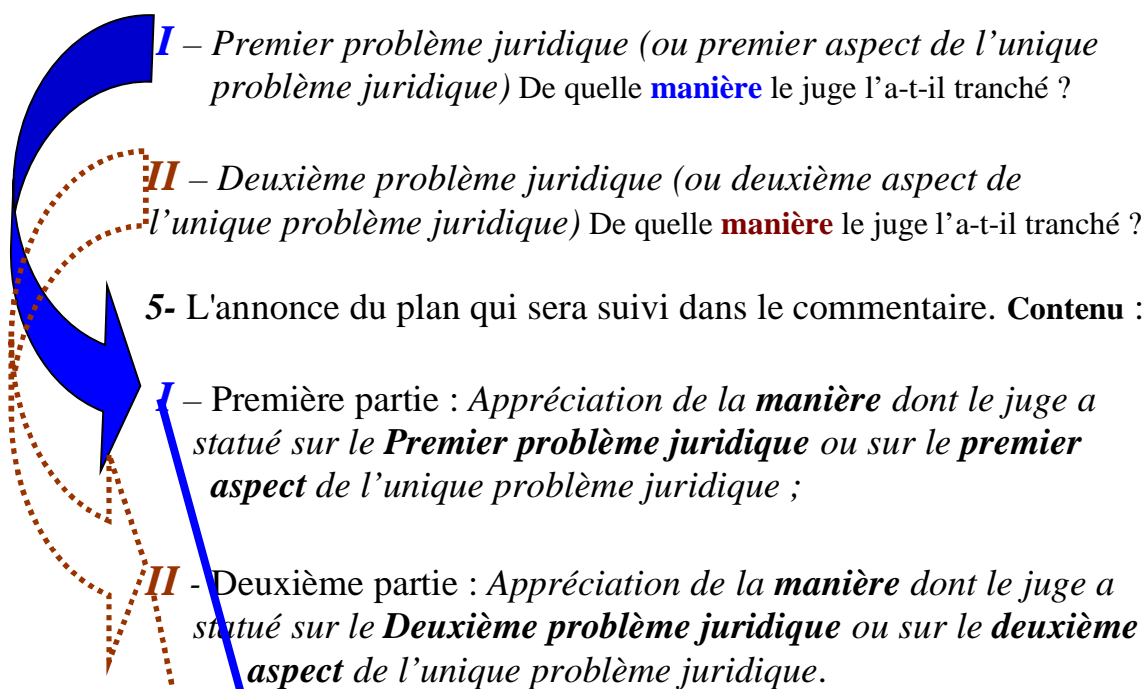 I – Premier problème juridique (ou premier aspect de l’unique
problème juridique) De quelle manière le juge l’a-t-il tranché ?
II – Deuxième problème juridique (ou deuxième aspect de
l’unique problème juridique) De quelle manière le juge l’a-t-il tranché ?
5- L'annonce du plan qui sera suivi dans le commentaire. Contenu :
I – Première partie : Appréciation de la manière dont le juge a
statué sur le Premier problème juridique ou sur le premier
aspect de l’unique problème juridique ;
II - Deuxième partie : Appréciation de la manière dont le juge a
statué sur le Deuxième problème juridique ou sur le deuxième
aspect de l’unique problème juridique.